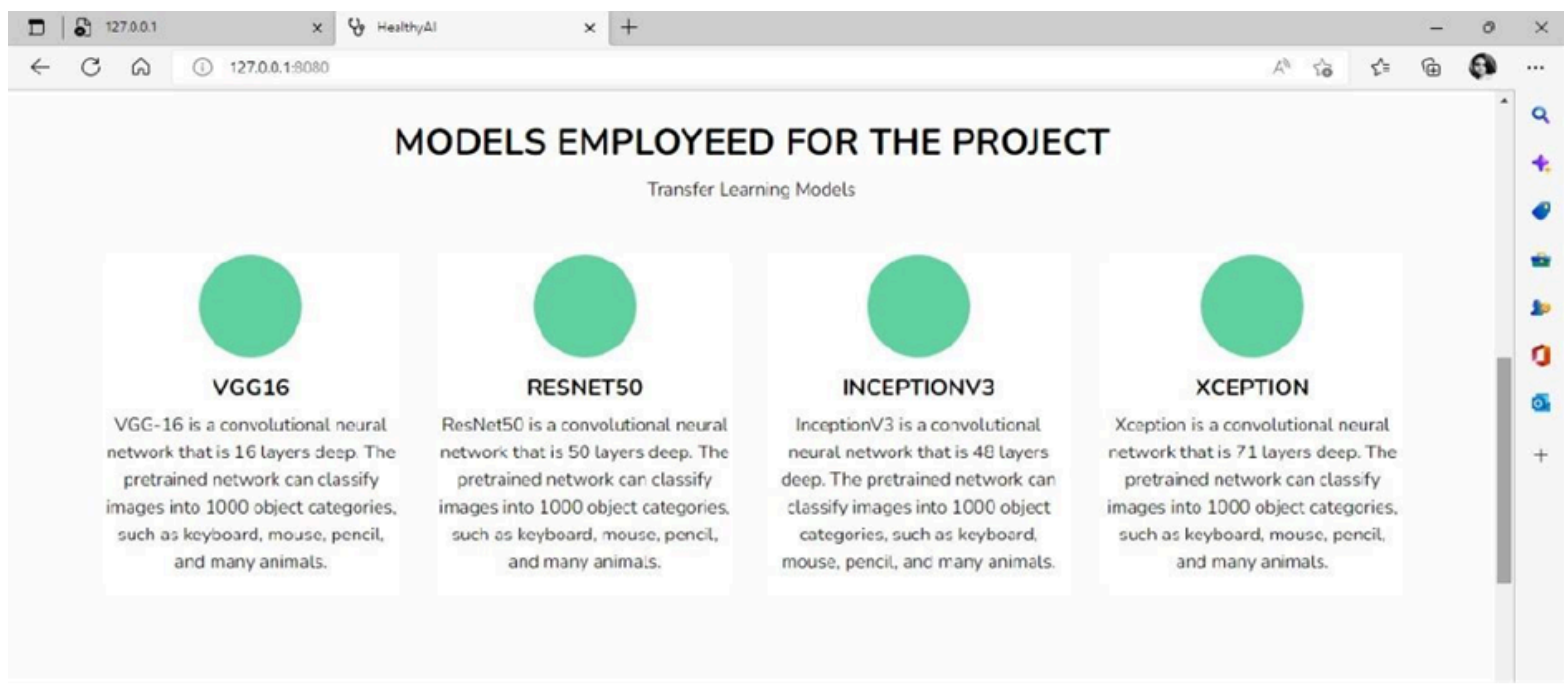 127.0.0.1
HealthyAI
127.0.0.1:8080
MODELS EMPLOYEED FOR THE PROJECT
Transfer Learning Models
VGG16
VGG-16 is a convolutional neural
network that is 16 layers deep. The
pretrained network can classify
images into 1000 object categories,
such as keyboard, mouse, pencil,
and many animals.
RESNET50
ResNet50 is a convolutional neural
network that is 50 layers deep. The
pretrained network can classify
images into 1000 object categories,
such as keyboard, mouse, pencil,
and many animals.
INCEPTIONV3
InceptionV3 is a convolutional
neural network that is 48 layers
deep. The pretrained network can
classify images into 1000 object
categories, such as keyboard,
mouse, pencil, and many animals.
XCEPTION
Xception is a convolutional neural
network that is 71 layers deep. The
pretrained network can classify
images into 1000 object categories,
such as keyboard, mouse, pencil,
and many animals.